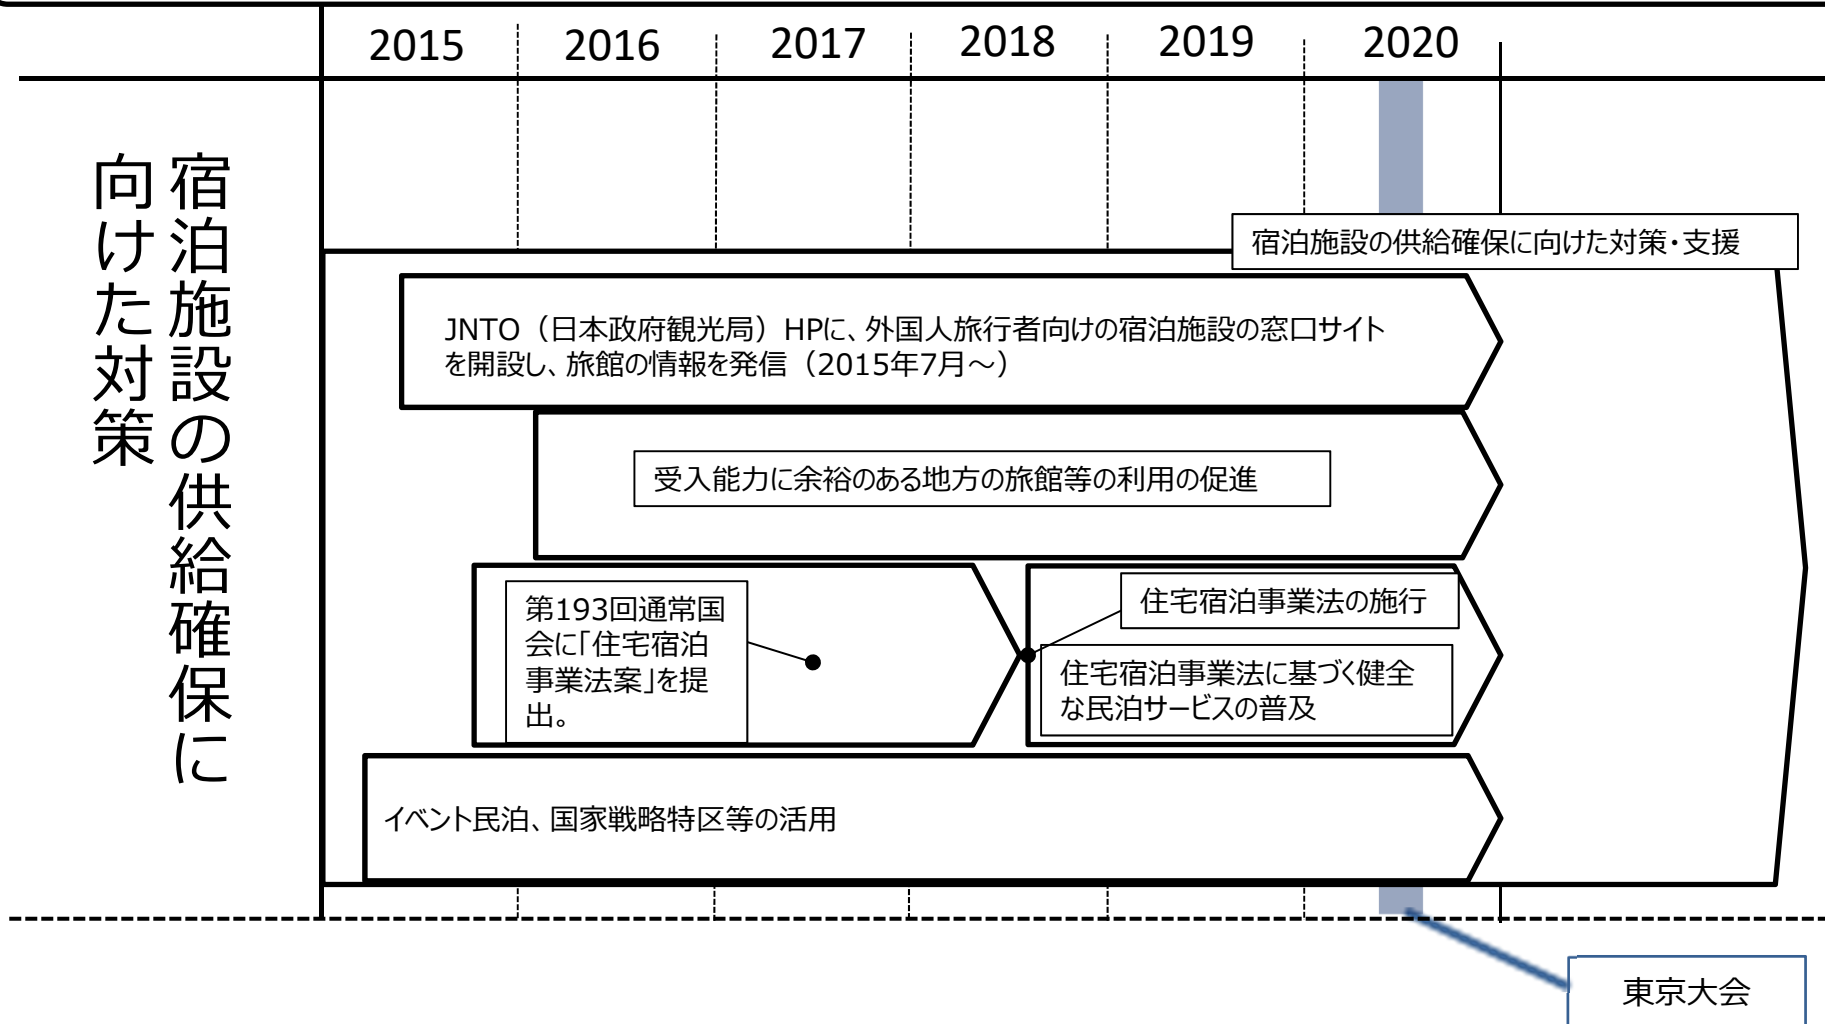 2015
2016
2017
2018
2019
2020
宿泊施設の供給確保に
向けた対策
宿泊施設の供給確保に向けた対策・支援
JNTO（日本政府観光局）HPに、外国人旅行者向けの宿泊施設の窓口サイト
を開設し、旅館の情報を発信（2015年7月～）
受入能力に余裕のある地方の旅館等の利用の促進
第193回通常国
会に「住宅宿泊
事業法案」を提
出。
住宅宿泊事業法の施行
住宅宿泊事業法に基づく健全
な民泊サービスの普及
イベント民泊、国家戦略特区等の活用
東京大会